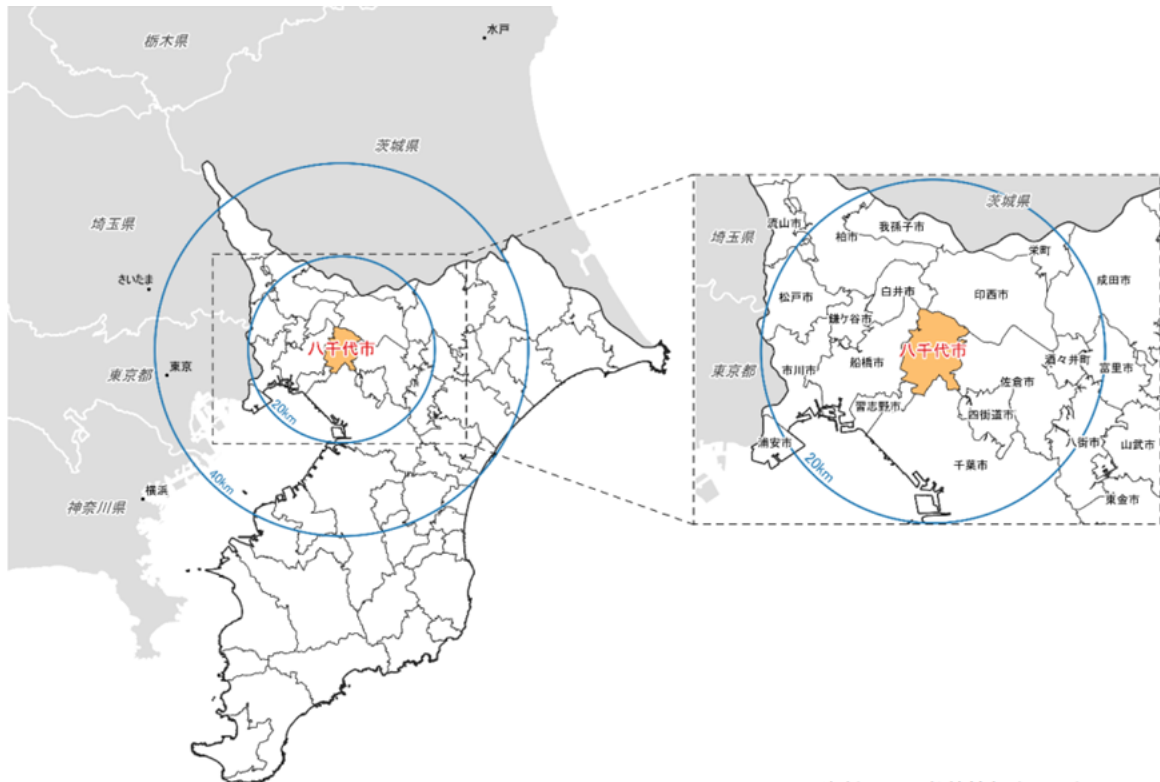 水戸
栃木県
茨城県
埼玉県
さいたま
八千代市
東京
東京都
20km
40km
横浜
神奈川県
茨城県
流山市
柏市
我孫子市
埼玉県
栄町
成田市
松戸市
白井市
印西市
鎌ケ谷市
八千代市
船橋市
市川市
酒々井町
富里市
東京都
佐倉市
習志野市
四街道市
浦安市
八街市
山武市
千葉市
20km
東金市